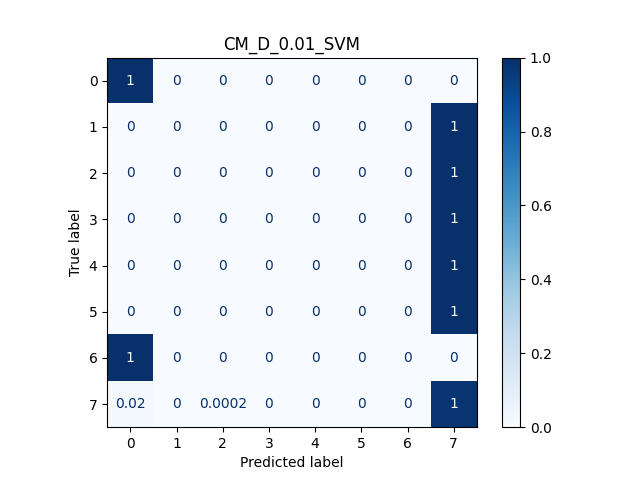 CM_D_0.01_SVM
0 1 0 0 0 0 0 0 0
1 0 0 0 0 0 0 0 1
2 0 0 0 0 0 0 0 1
3 0 0 0 0 0 0 0 1
4 0 0 0 0 0 0 0 1
5 0 0 0 0 0 0 0 1
6 1 0 0 0 0 0 0 0
7 0.02 0 0.0002 0 0 0 0 1
0 1 2 3 4 5 6 7
Predicted label
True label
1.0
0.8
0.6
0.4
0.2
0.0